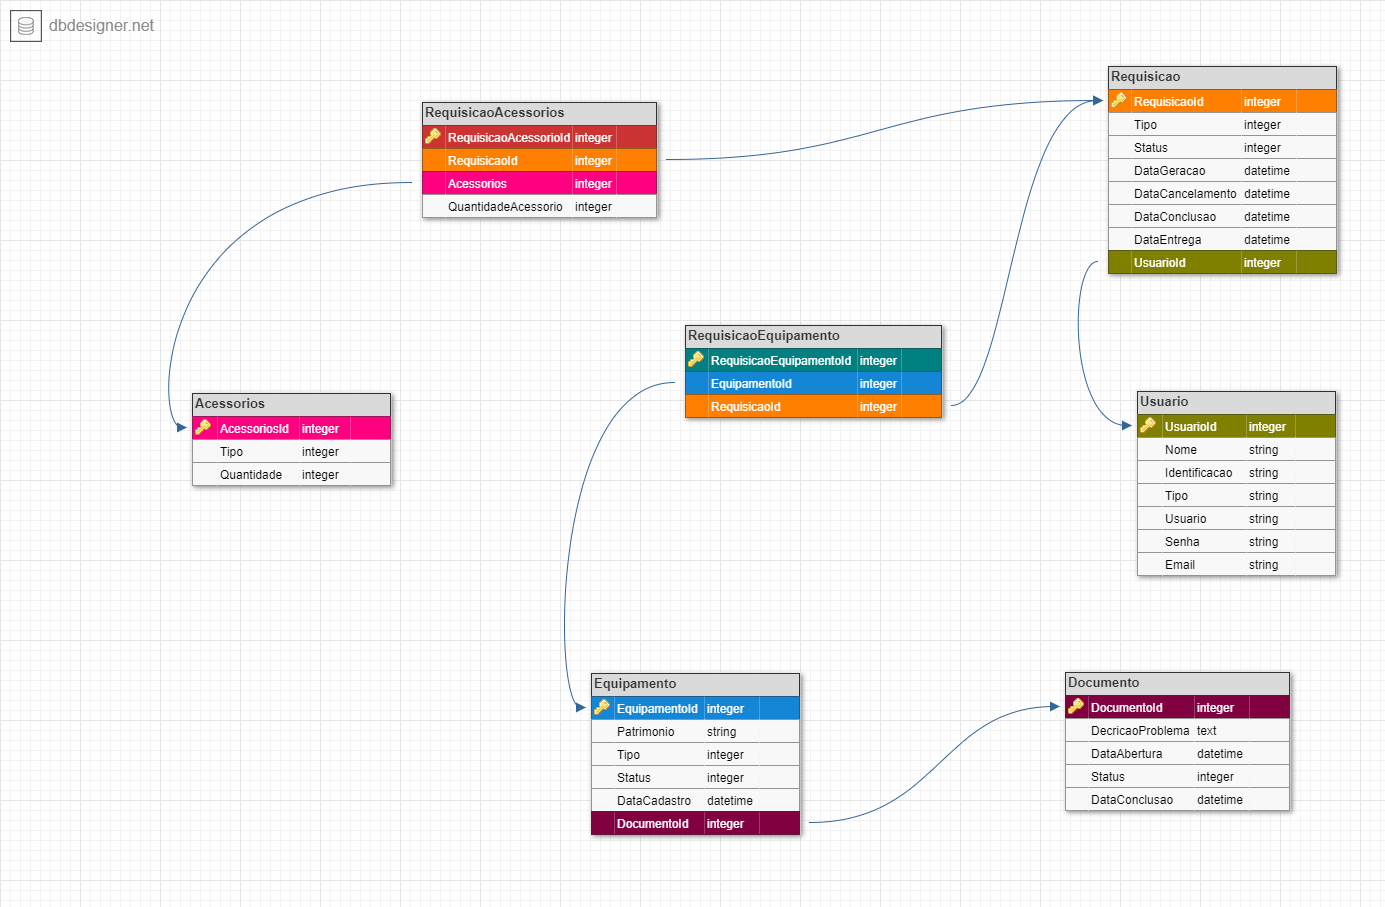 dbdesigner.net
RequisicaoAcessorios
RequisicaoAcessorioId integer
RequisicaoId integer
Acessorios integer
QuantidadeAcessorio integer
Requisicao
RequisicaoId integer
Tipo integer
Status integer
DataGeracao datetime
DataCancelamento datetime
DataConclusao datetime
DataEntrega datetime
UsuarioId integer
RequisicaoEquipamento
RequisicaoEquipamentoId integer
EquipamentoId integer
RequisicaoId integer
Acessorios
AcessoriosId integer
Tipo integer
Quantidade integer
Usuario
UsuarioId integer
Nome string
Identificacao string
Tipo string
Usuario string
Senha string
Email string
Equipamento
EquipamentoId integer
Patrimonio string
Tipo integer
Status integer
DataCadastro datetime
DocumentoId integer
Documento
DocumentoId integer
DecricaoProblema text
DataAbertura datetime
Status integer
DataConclusao datetime